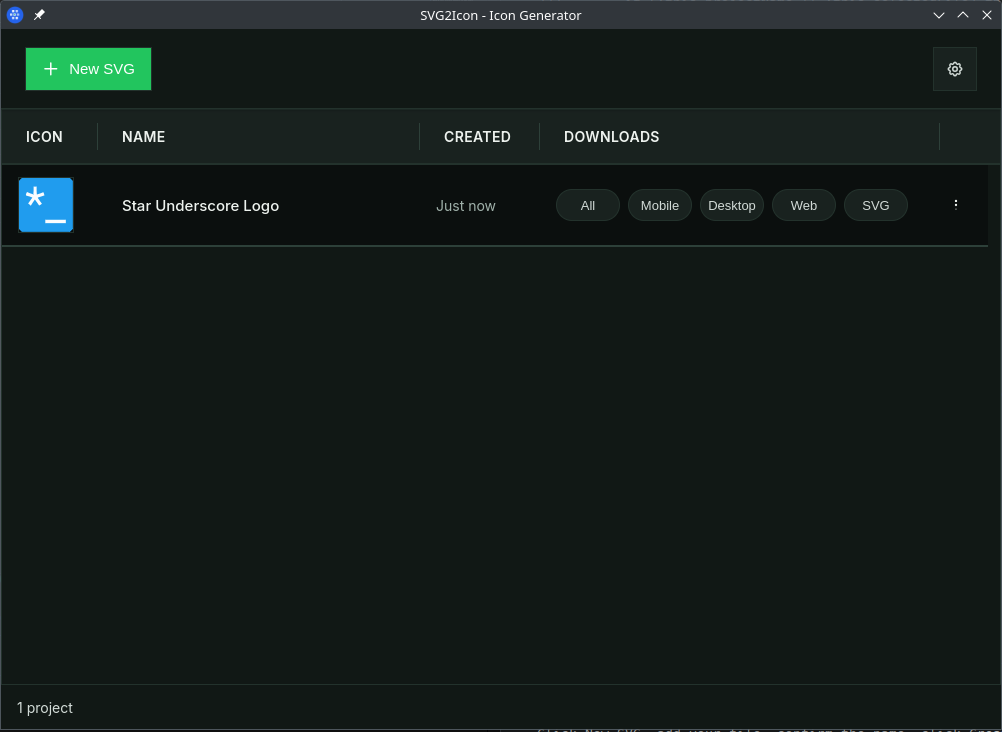 SVG2Icon - Icon Generator
New SVG
ICON NAME CREATED DOWNLOADS
*_ Star Underscore Logo Just now All Mobile Desktop Web SVG
1 project